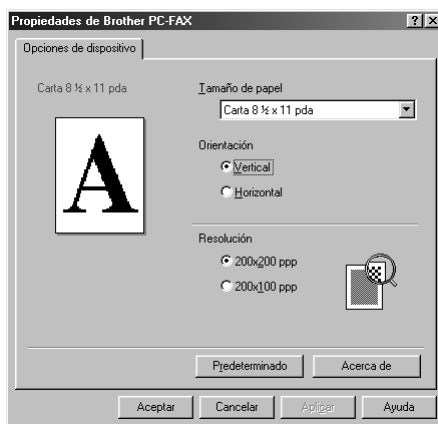 Propiedades de Brother PC-FAX
Opciones de dispositivo
Carta 8 ½ x 11 pda
Tamaño de papel
Carta 8 ½ x 11 pda
A
Orientación
Vertical
Horizontal
Resolución
200x200 ppp
200x100 ppp
Predeterminado Acerca de
Aceptar Cancelar Aplicar Ayuda